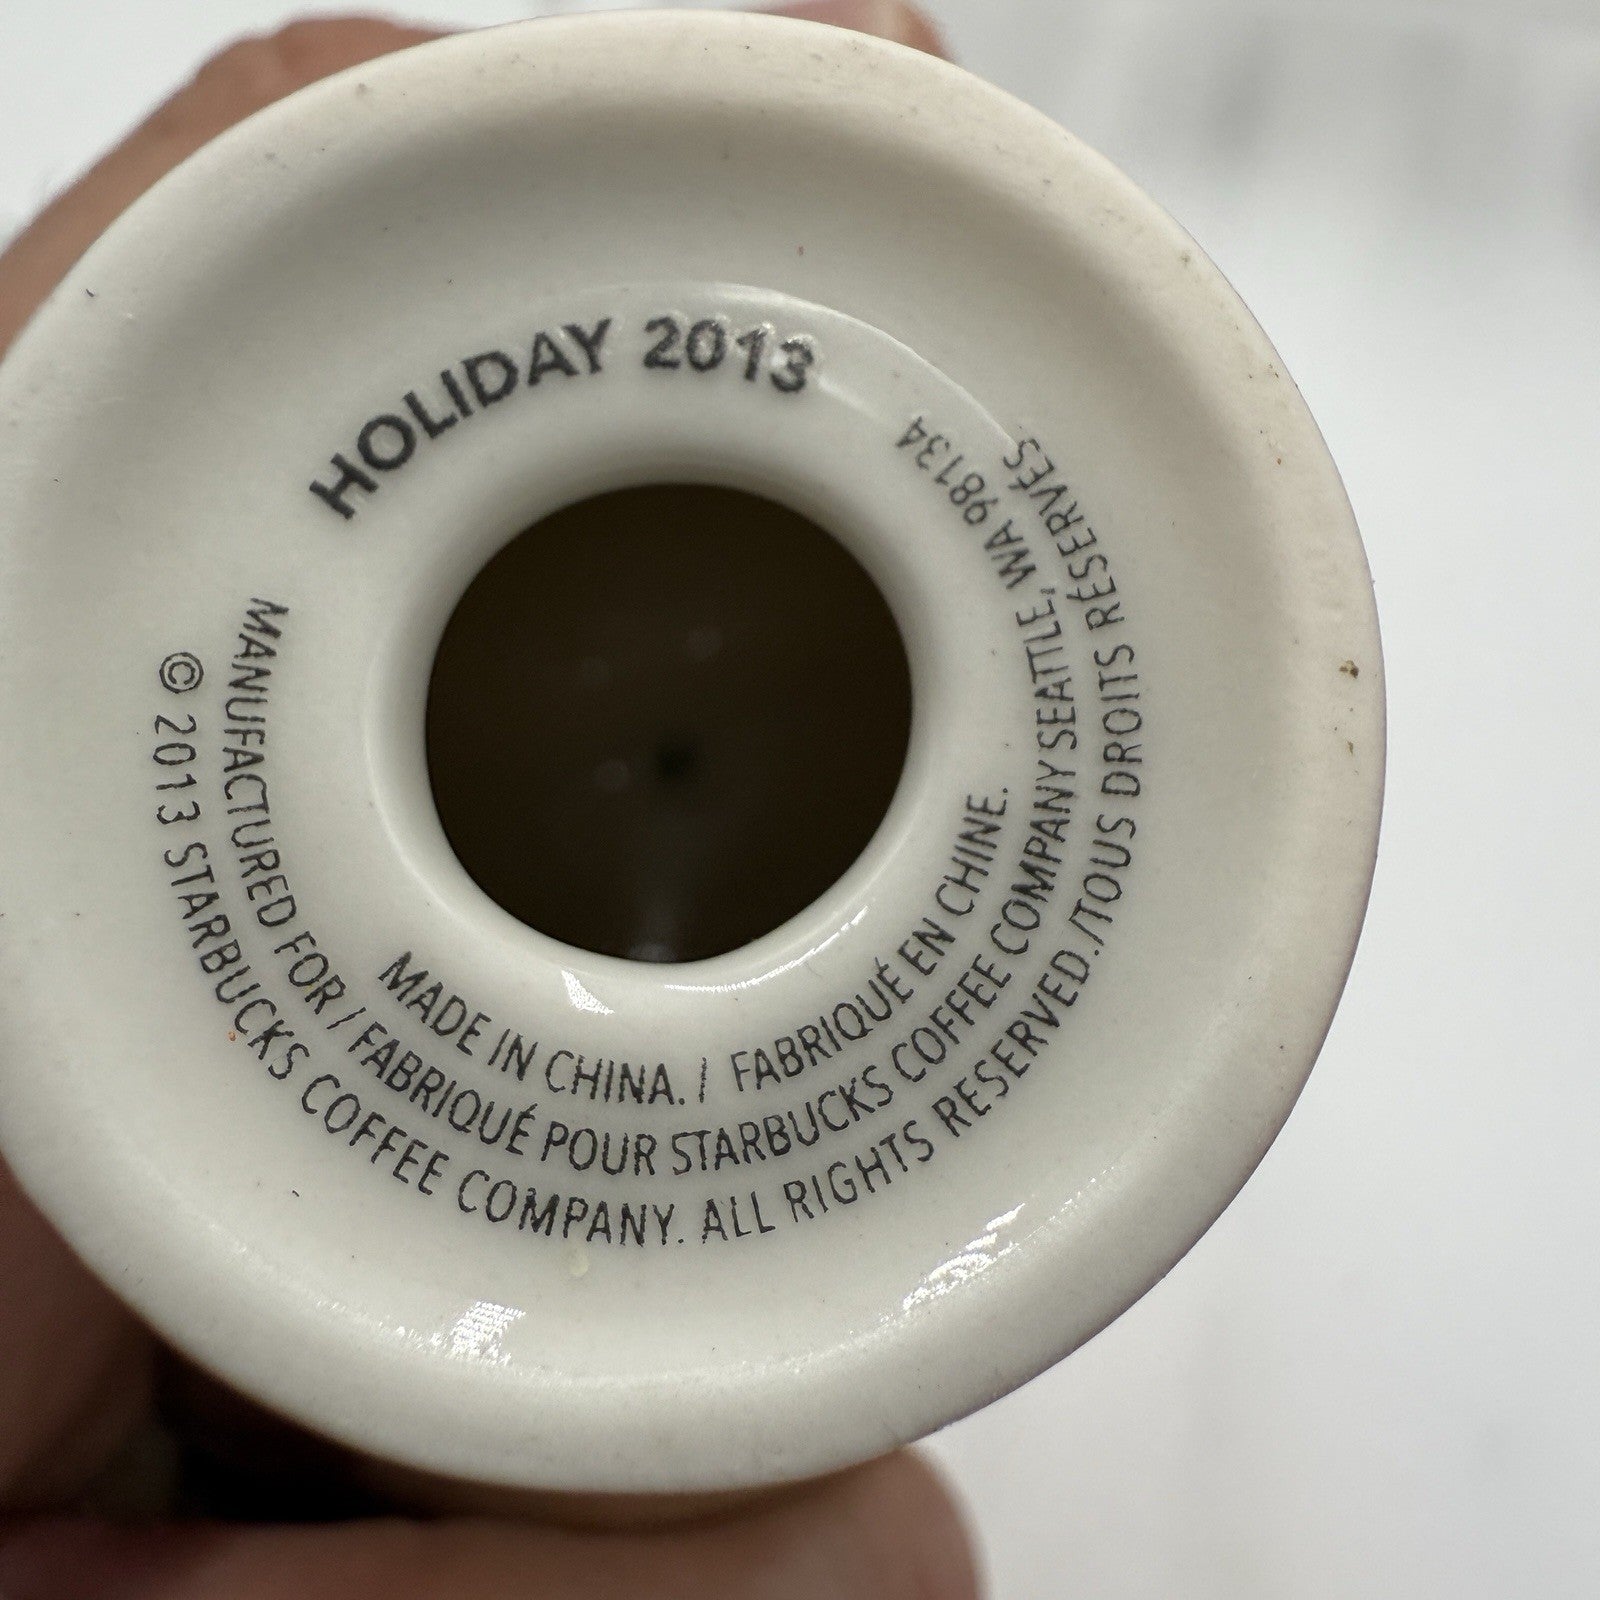 HOLIDAY 2013
MADE IN CHINA. / FABRIQUÉ EN CHINE.
MANUFACTURED FOR / FABRIQUÉ POUR STARBUCKS COFFEE COMPANY SEATTLE, WA 98134
© 2013 STARBUCKS COFFEE COMPANY. ALL RIGHTS RESERVED./TOUS DROITS RÉSERVÉS.